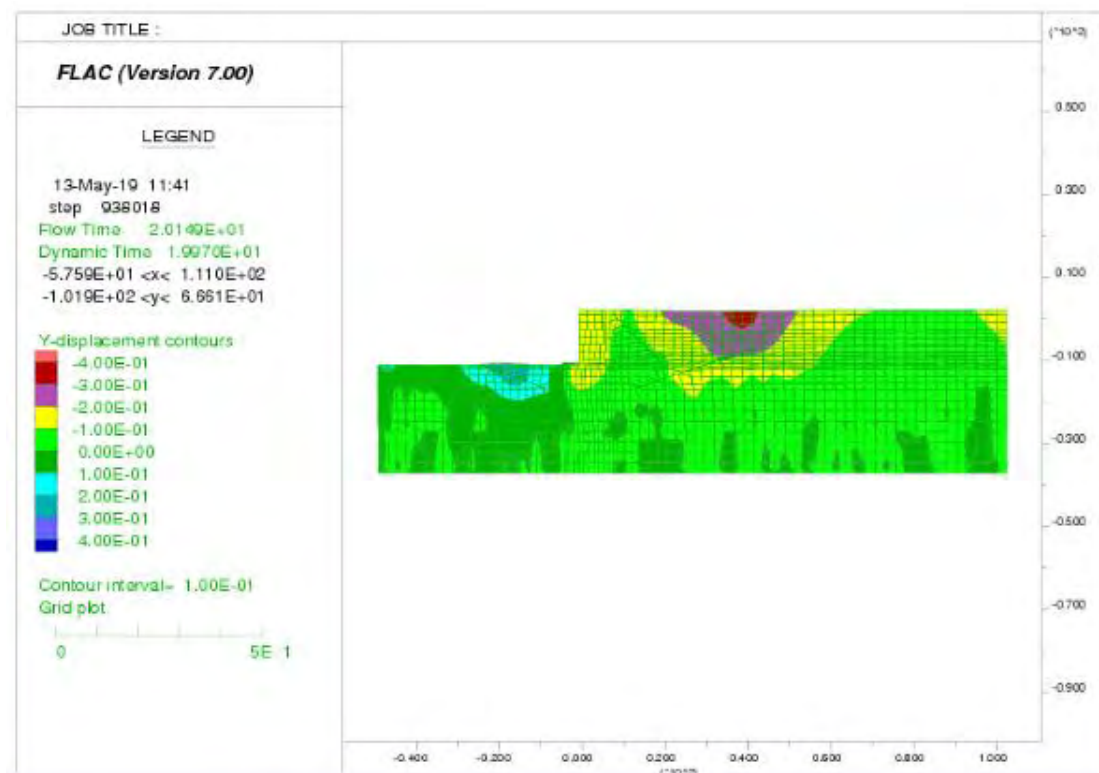 JOB TITLE :
FLAC (Version 7.00)
LEGEND
13-May-19 11:41
step 938018
Flow Time 2.0149E+01
Dynamic Time 1.9970E+01
-5.759E+01 <x< 1.110E+02
-1.019E+02 <y< 6.661E+01
Y-displacement contours
-4.00E-01
-3.00E-01
-2.00E-01
-1.00E-01
0.00E+00
1.00E-01
2.00E-01
3.00E-01
4.00E-01
Contour interval= 1.00E-01
Grid plot
0 5E 1
(*10^2)
0.500
0.300
0.100
-0.100
-0.300
-0.500
-0.700
-0.900
-0.400 -0.200 0.000 0.200 0.400 0.600 0.800 1.000